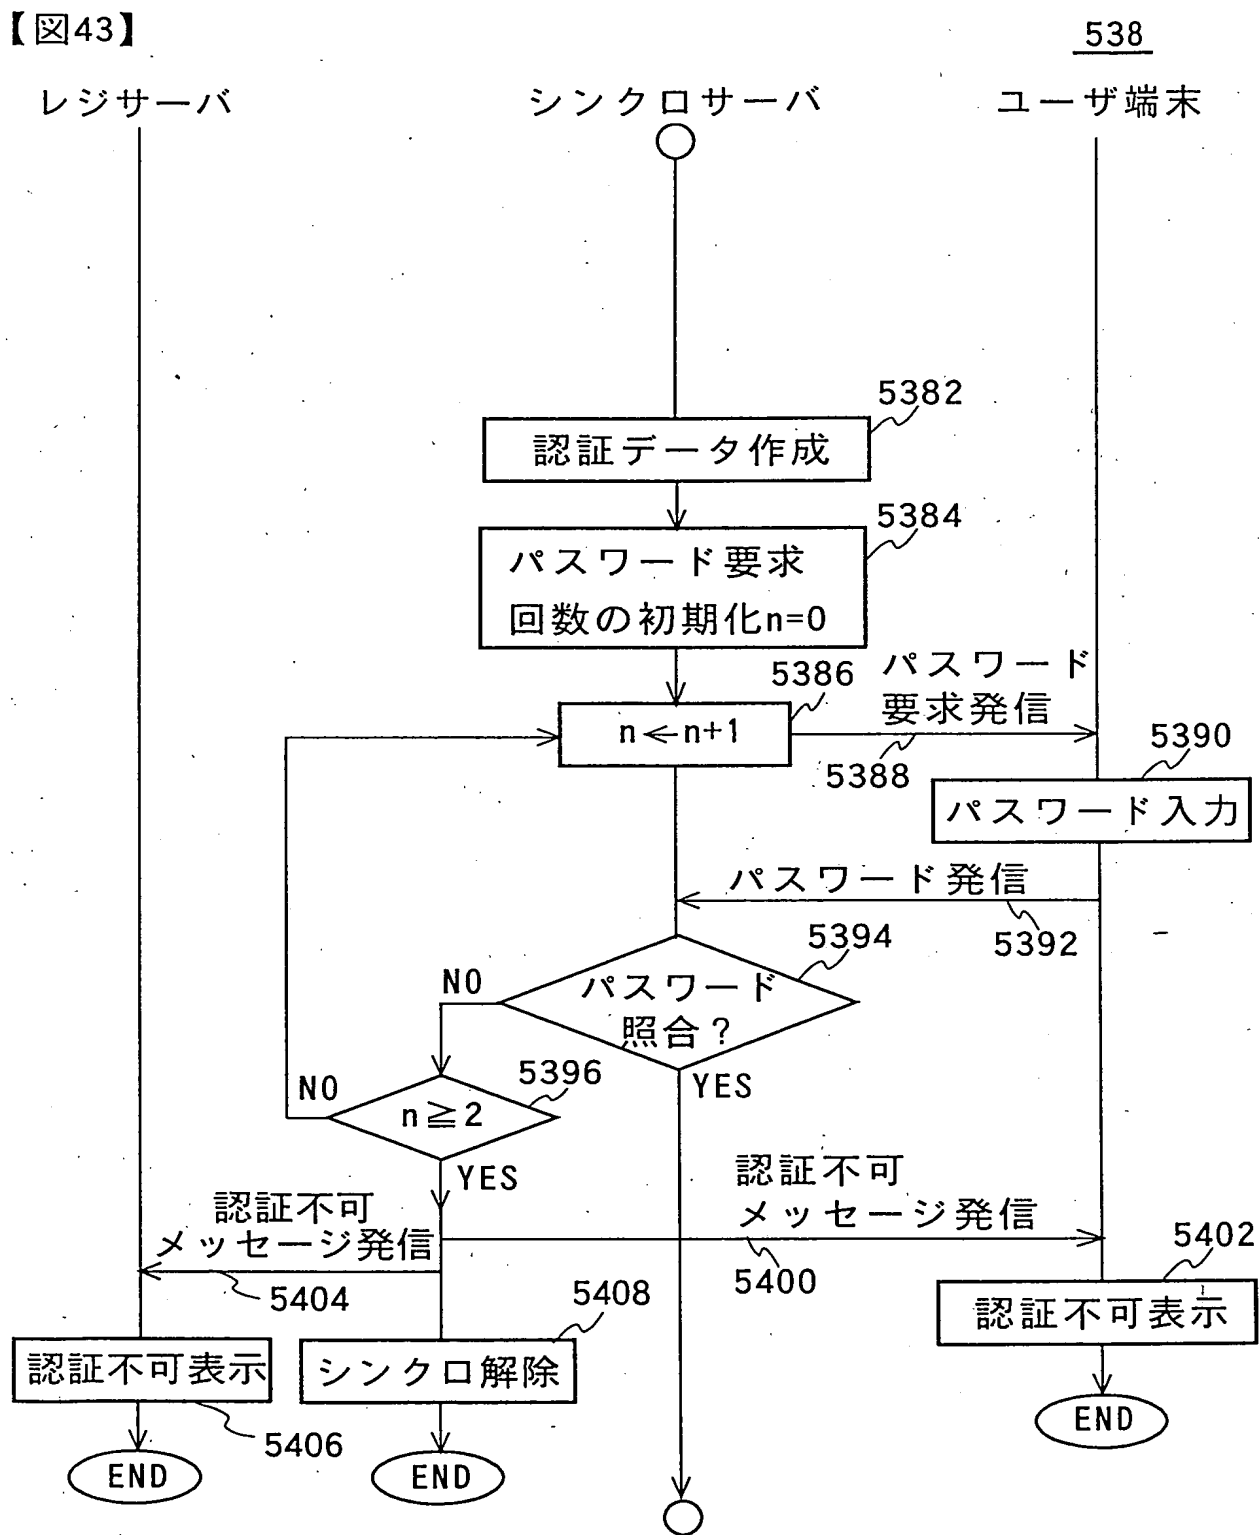 【図43】
538
レジサーバ
シンクロサーバ
ユーザ端末
5382
認証データ作成
5384
パスワード要求
回数の初期化n=0
5386
パスワード
要求発信
n←n+1
5388
5390
パスワード入力
パスワード発信
5392
5394
NO
パスワード
照合？
5396
NO
YES
n≧2
YES
認証不可
メッセージ発信
認証不可
メッセージ発信
5402
5404
5408
5400
認証不可表示
認証不可表示
シンクロ解除
5406
END
END
END